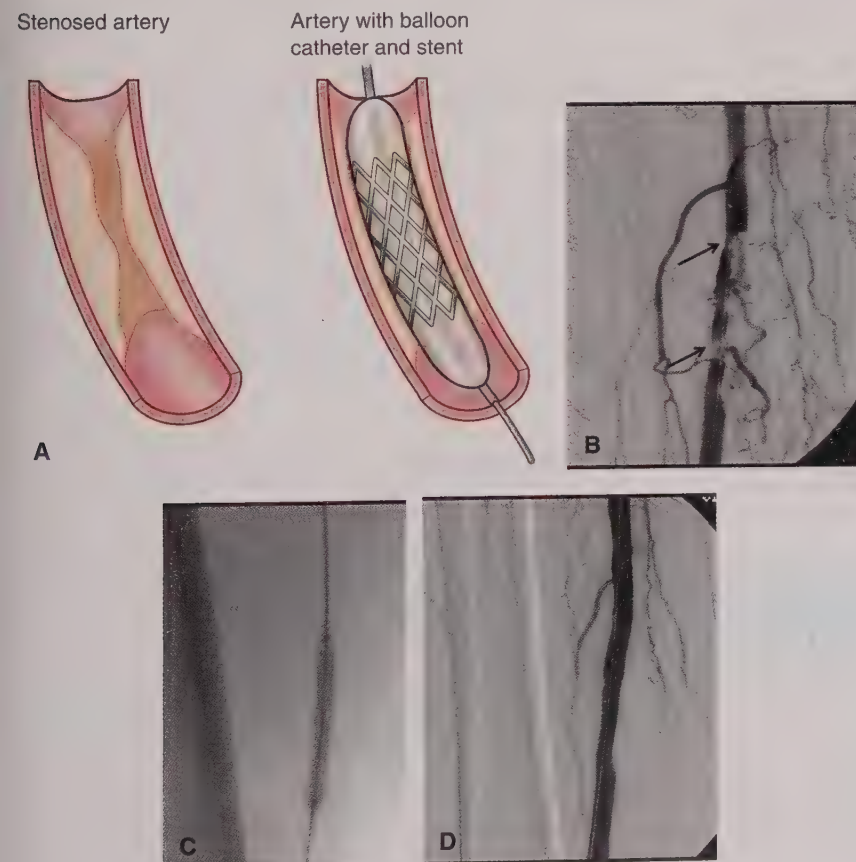 Stenosed artery
Artery with balloon
catheter and stent
A
B
C
D